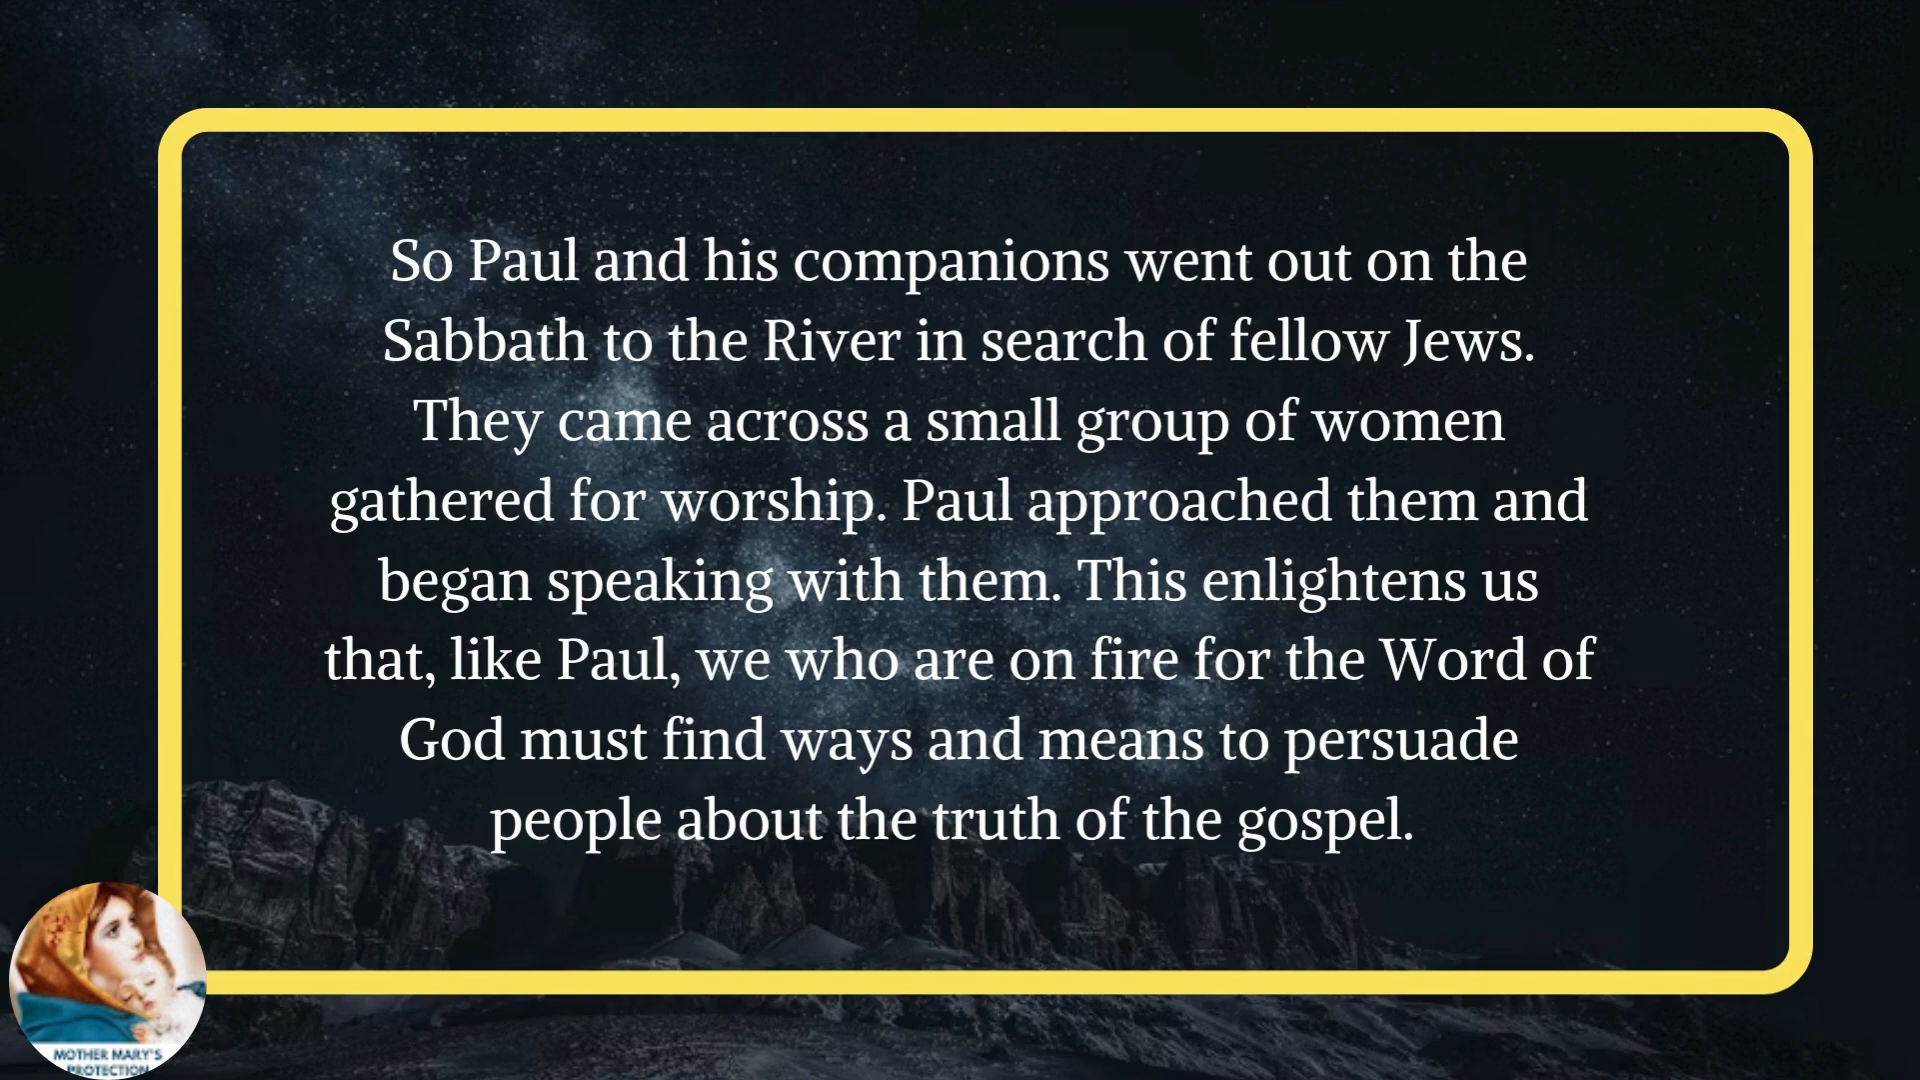 So Paul and his companions went out on the
Sabbath to the River in search of fellow Jews.
They came across a small group of women
gathered for worship. Paul approached them and
began speaking with them. This enlightens us
that, like Paul, we who are on fire for the Word of
God must find ways and means to persuade
people about the truth of the gospel.
MOTHER MARY'S
PROTECTION